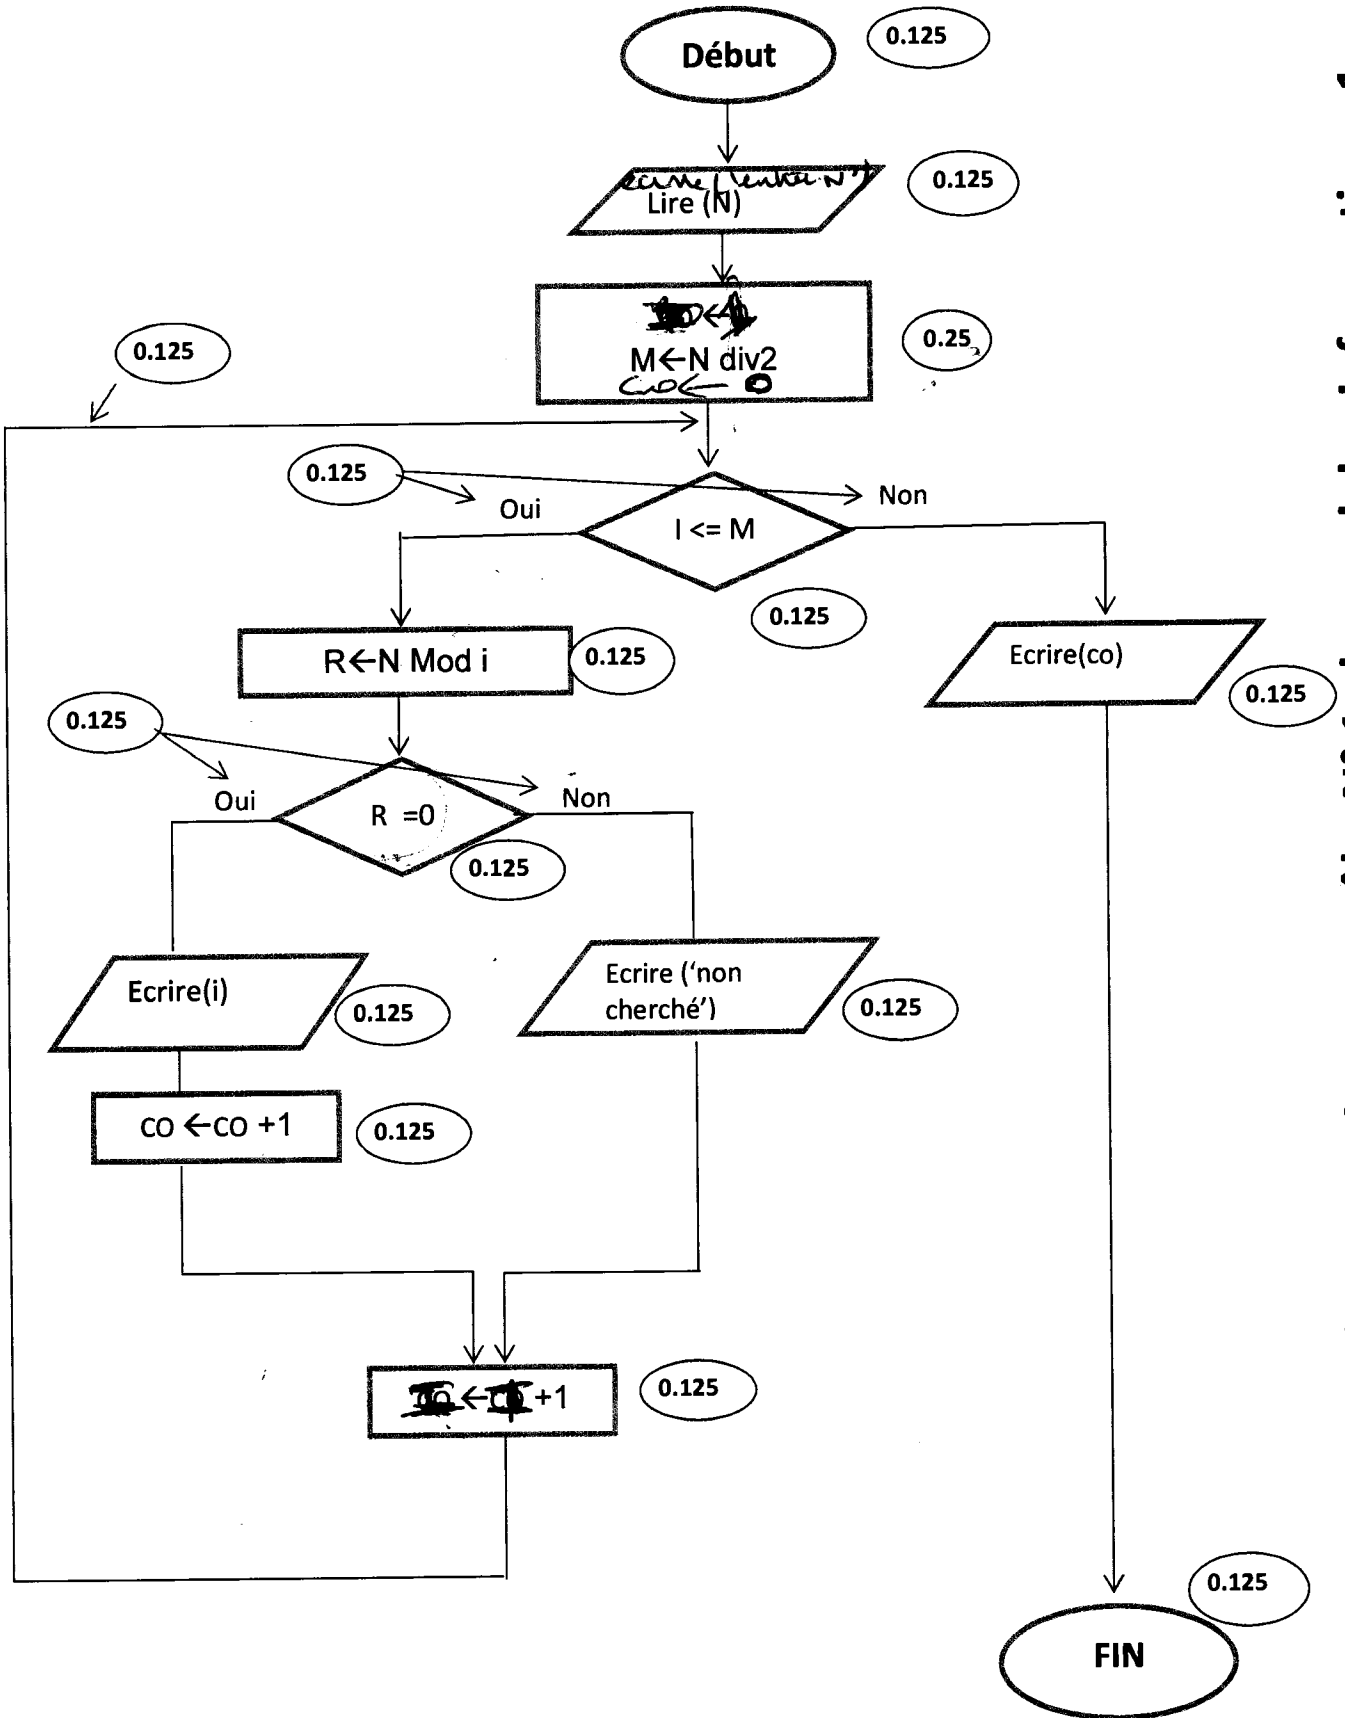 Début
0.125
0.125
Lire (N)
M←N div2
0.25
0.125
0.125
Oui
Non
I <= M
0.125
R←N Mod i
0.125
Ecrire(co)
0.125
0.125
Oui
Non
R =0
0.125
Ecrire(i)
0.125
Ecrire ('non
cherché')
0.125
co ←co +1
0.125
← +1
0.125
0.125
FIN